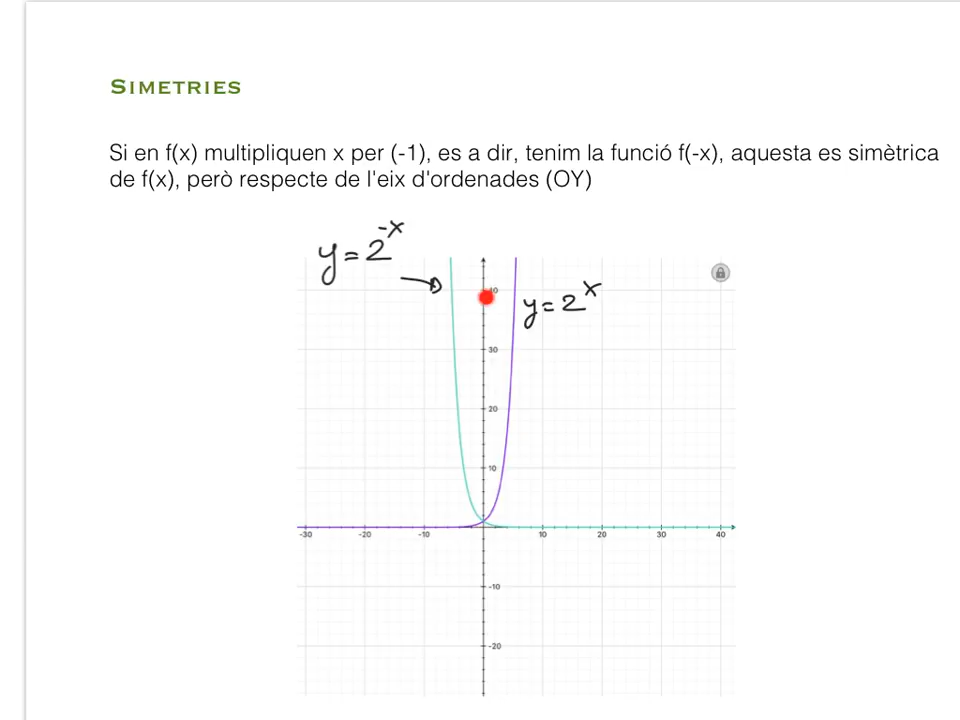 SIMETRIES
Si en f(x) multipliquen x per (-1), es a dir, tenim la funció f(-x), aquesta es simètrica
de f(x), però respecte de l'eix d'ordenades (OY)
y=2^-x
y=2^x
40
30
20
10
-30 -20 -10 10 20 30 40
-10
-20